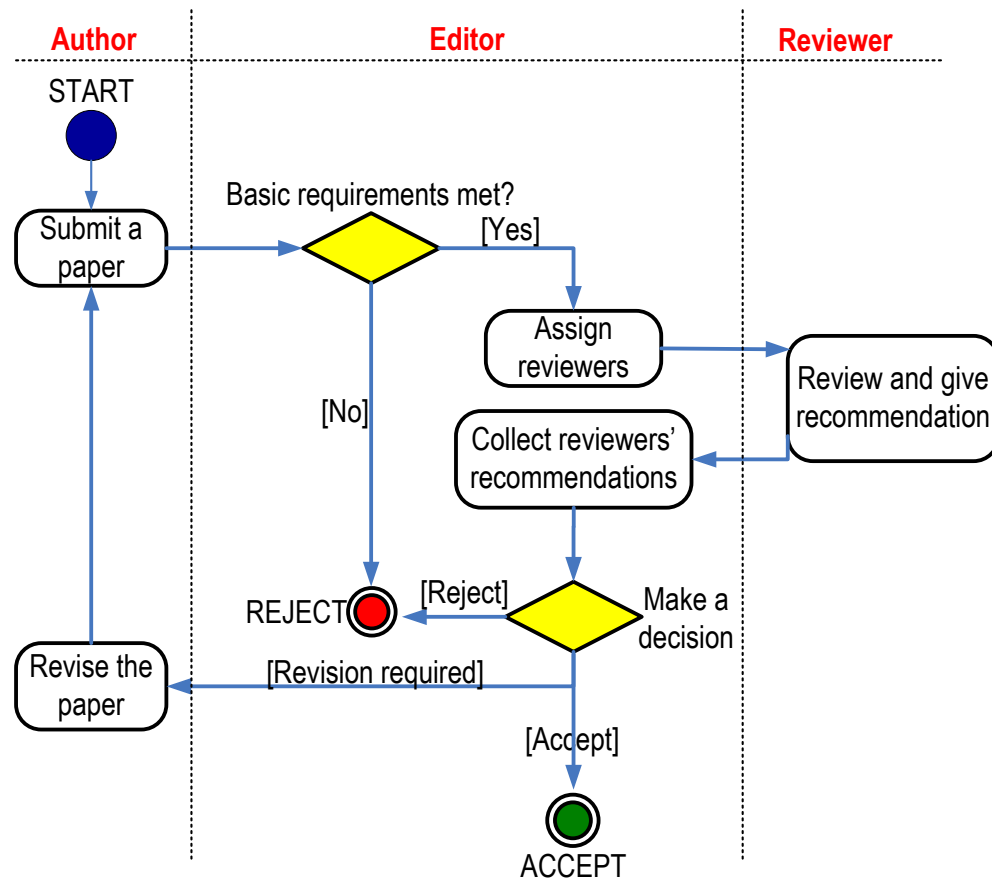 Author
Editor
Reviewer
START
Basic requirements met?
Submit a
paper
[Yes]
Assign
reviewers
Review and give
recommendation
[No]
Collect reviewers’
recommendations
[Reject]
REJECT
Make a
decision
Revise the
paper
[Revision required]
[Accept]
ACCEPT